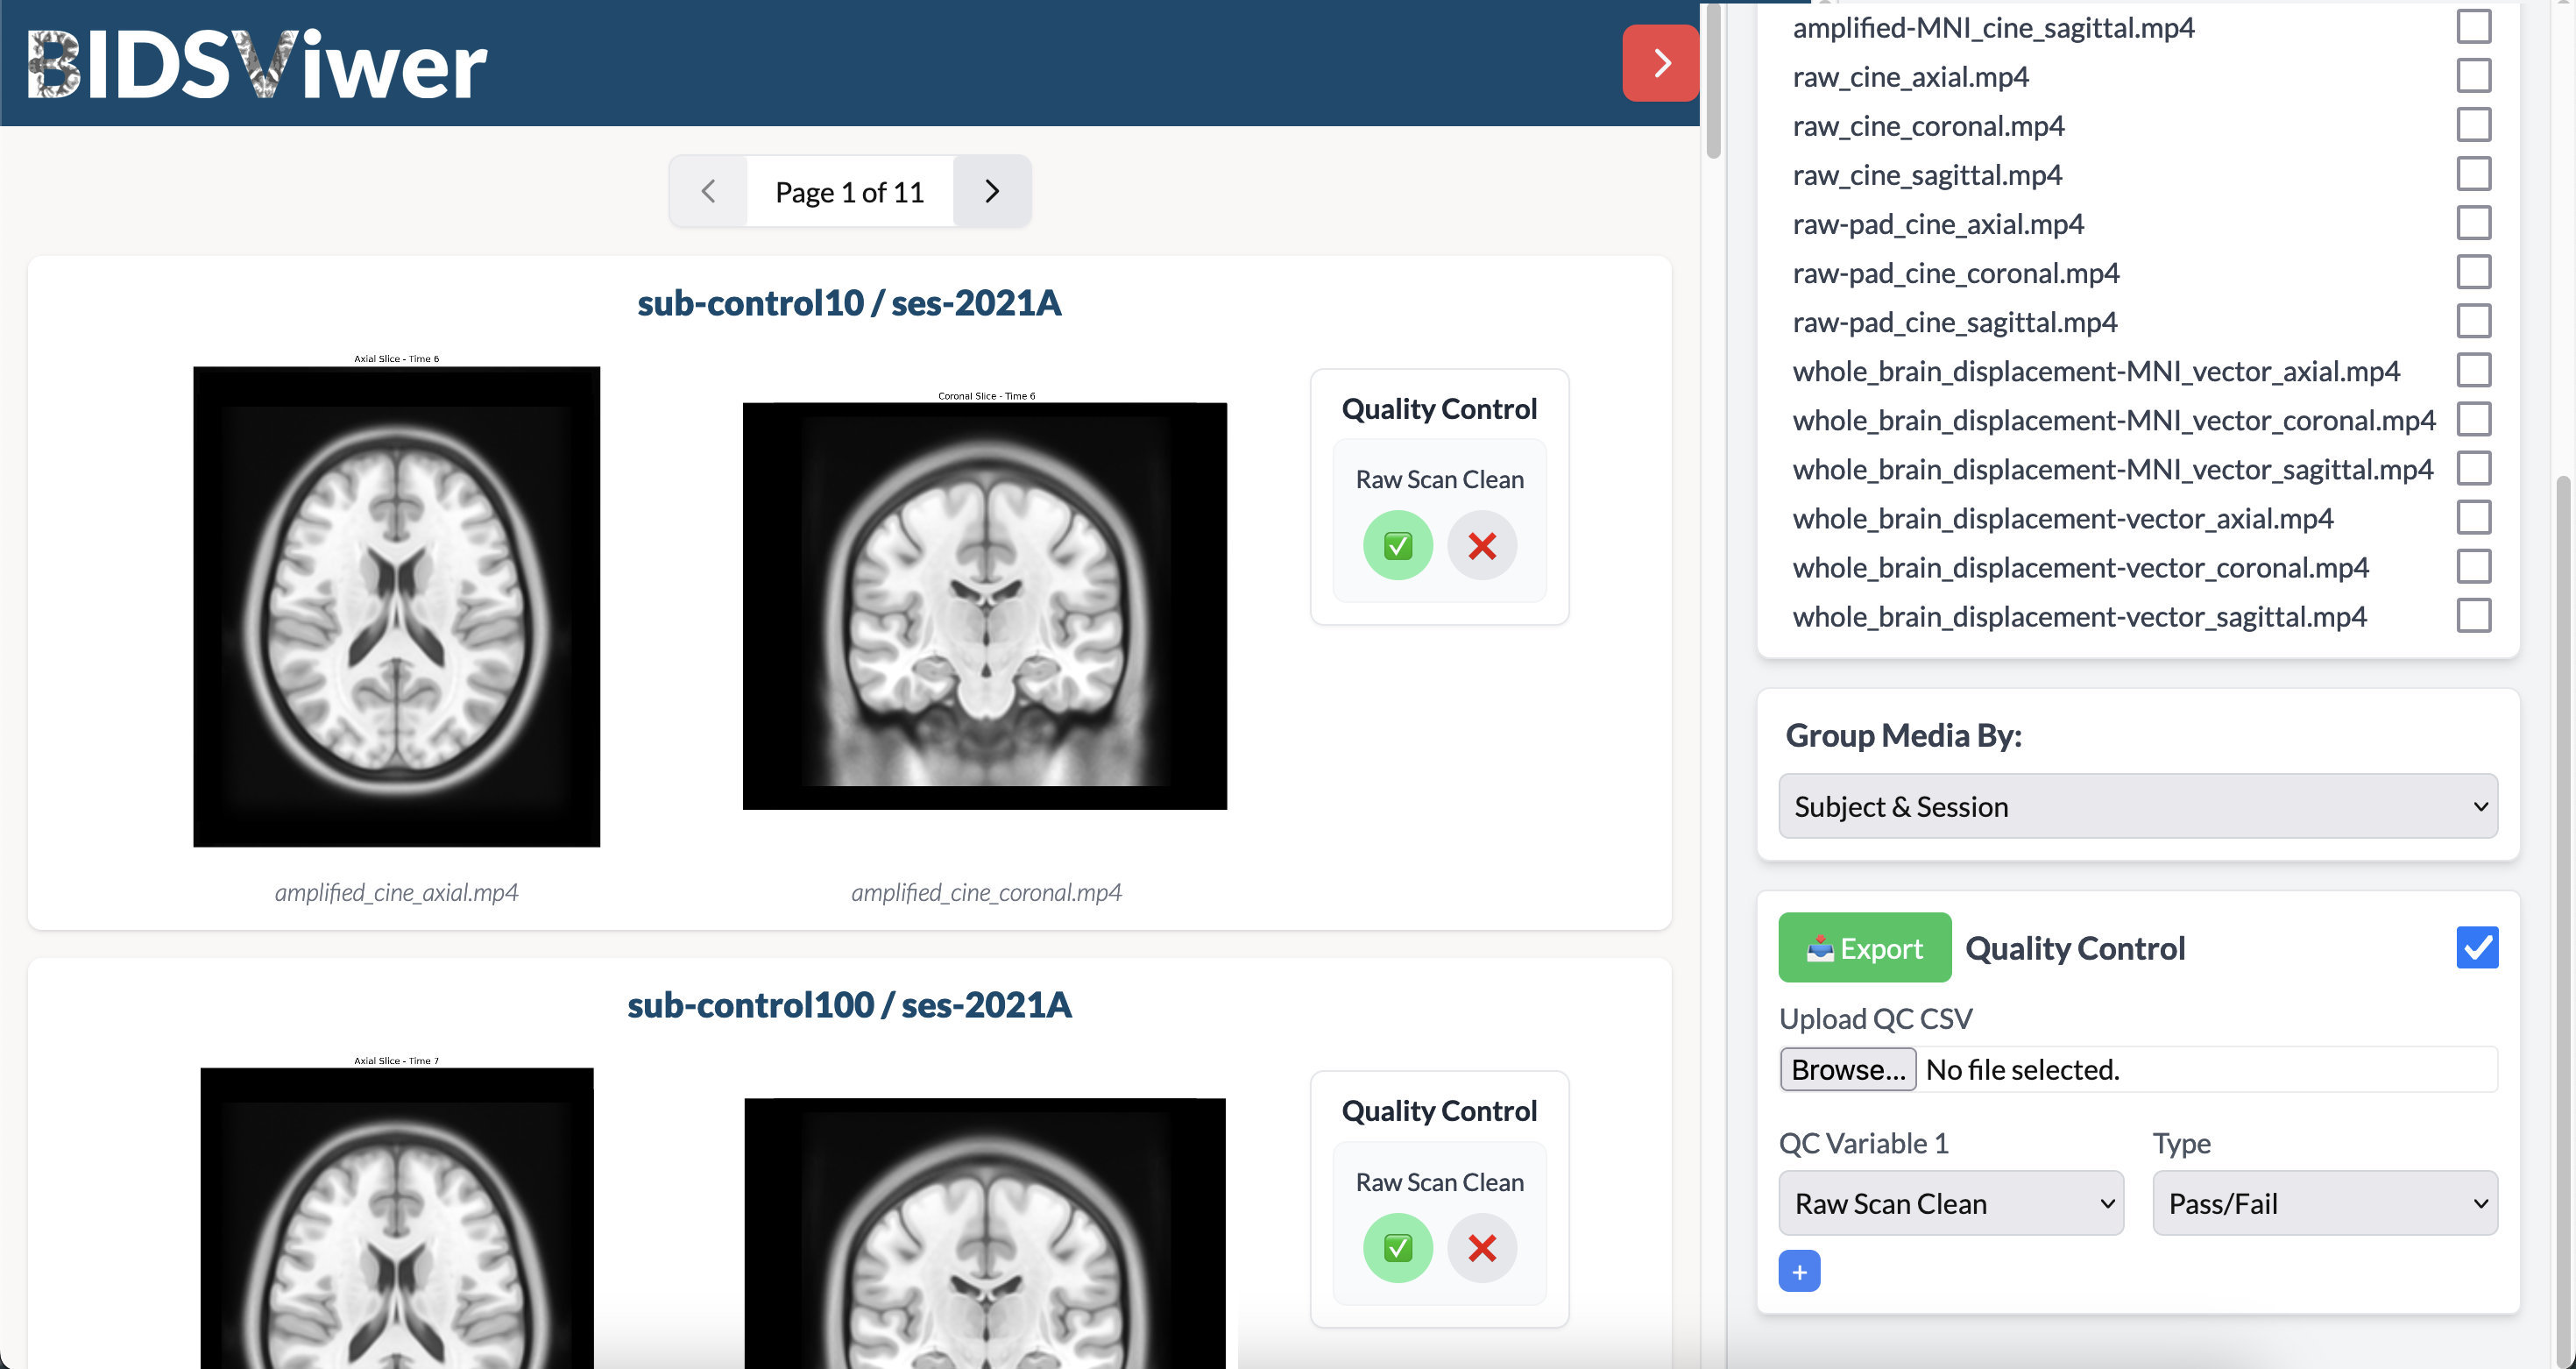 BIDSViwer
Page 1 of 11
sub-control10 / ses-2021A
Axial Slice - Time 6
Coronal Slice - Time 6
Quality Control
Raw Scan Clean
amplified_cine_axial.mp4
amplified_cine_coronal.mp4
sub-control100 / ses-2021A
Axial Slice - Time 7
Quality Control
Raw Scan Clean
amplified-MNI_cine_sagittal.mp4
raw_cine_axial.mp4
raw_cine_coronal.mp4
raw_cine_sagittal.mp4
raw-pad_cine_axial.mp4
raw-pad_cine_coronal.mp4
raw-pad_cine_sagittal.mp4
whole_brain_displacement-MNI_vector_axial.mp4
whole_brain_displacement-MNI_vector_coronal.mp4
whole_brain_displacement-MNI_vector_sagittal.mp4
whole_brain_displacement-vector_axial.mp4
whole_brain_displacement-vector_coronal.mp4
whole_brain_displacement-vector_sagittal.mp4
Group Media By:
Subject & Session
Export Quality Control
Upload QC CSV
Browse... No file selected.
QC Variable 1 Type
Raw Scan Clean Pass/Fail
+